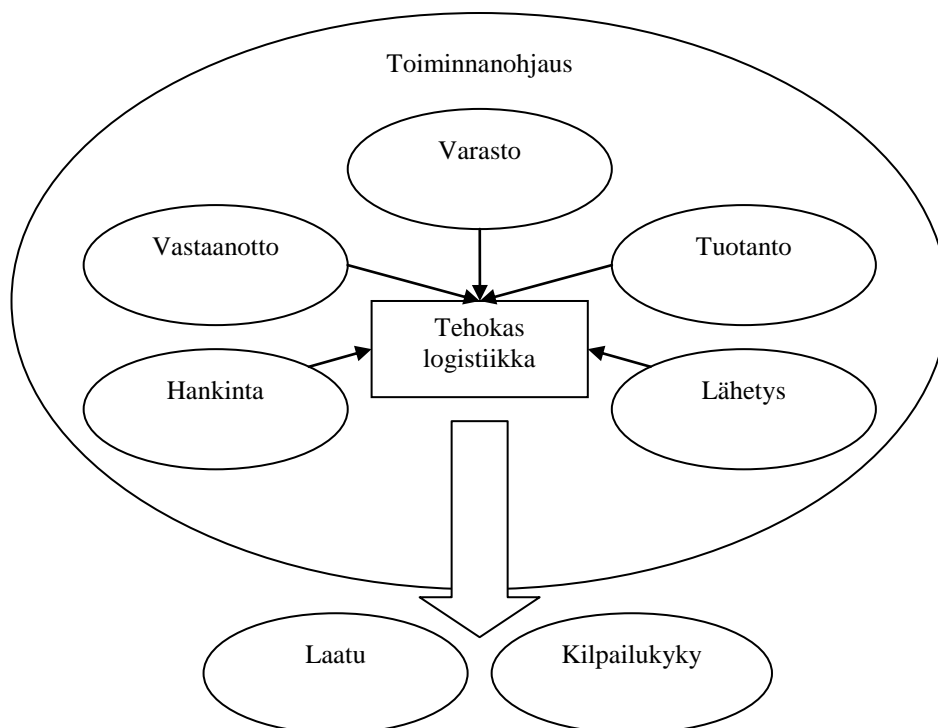 Toiminnanohjaus
Varasto
Vastaanotto
Tuotanto
Tehokas
logistiikka
Hankinta
Lähetys
Laatu
Kilpailukyky